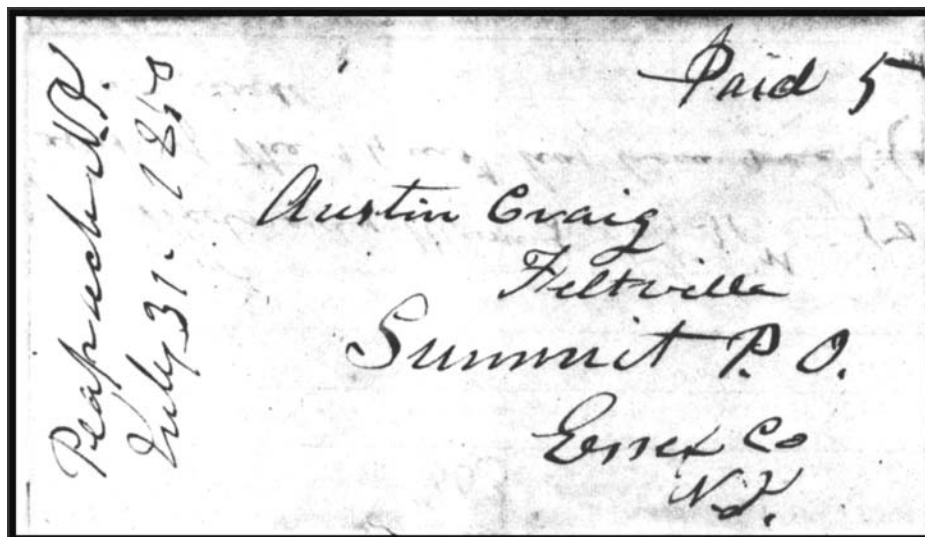 Peapack N.J.
July 31. 1850
Paid 5
Austin Craig
Feltville
Summit P. O.
Essex Co
N.J.